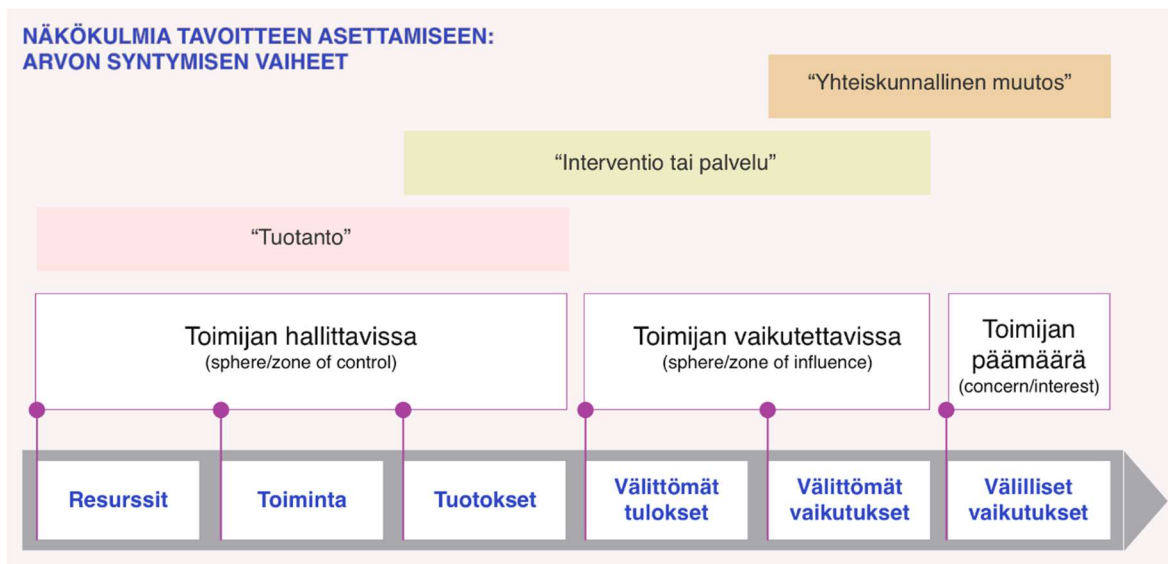 NÄKÖKULMIA TAVOITTEEN ASETTAMISEEN:
ARVON SYNTYMISEN VAIHEET
“Yhteiskunnallinen muutos”
“Interventio tai palvelu”
“Tuotanto”
Toimijan hallittavissa
(sphere/zone of control)
Toimijan vaikutettavissa
(sphere/zone of influence)
Toimijan
päämäärä
(concern/interest)
Resurssit
Toiminta
Tuotokset
Välittömät
tulokset
Välittömät
vaikutukset
Välilliset
vaikutukset